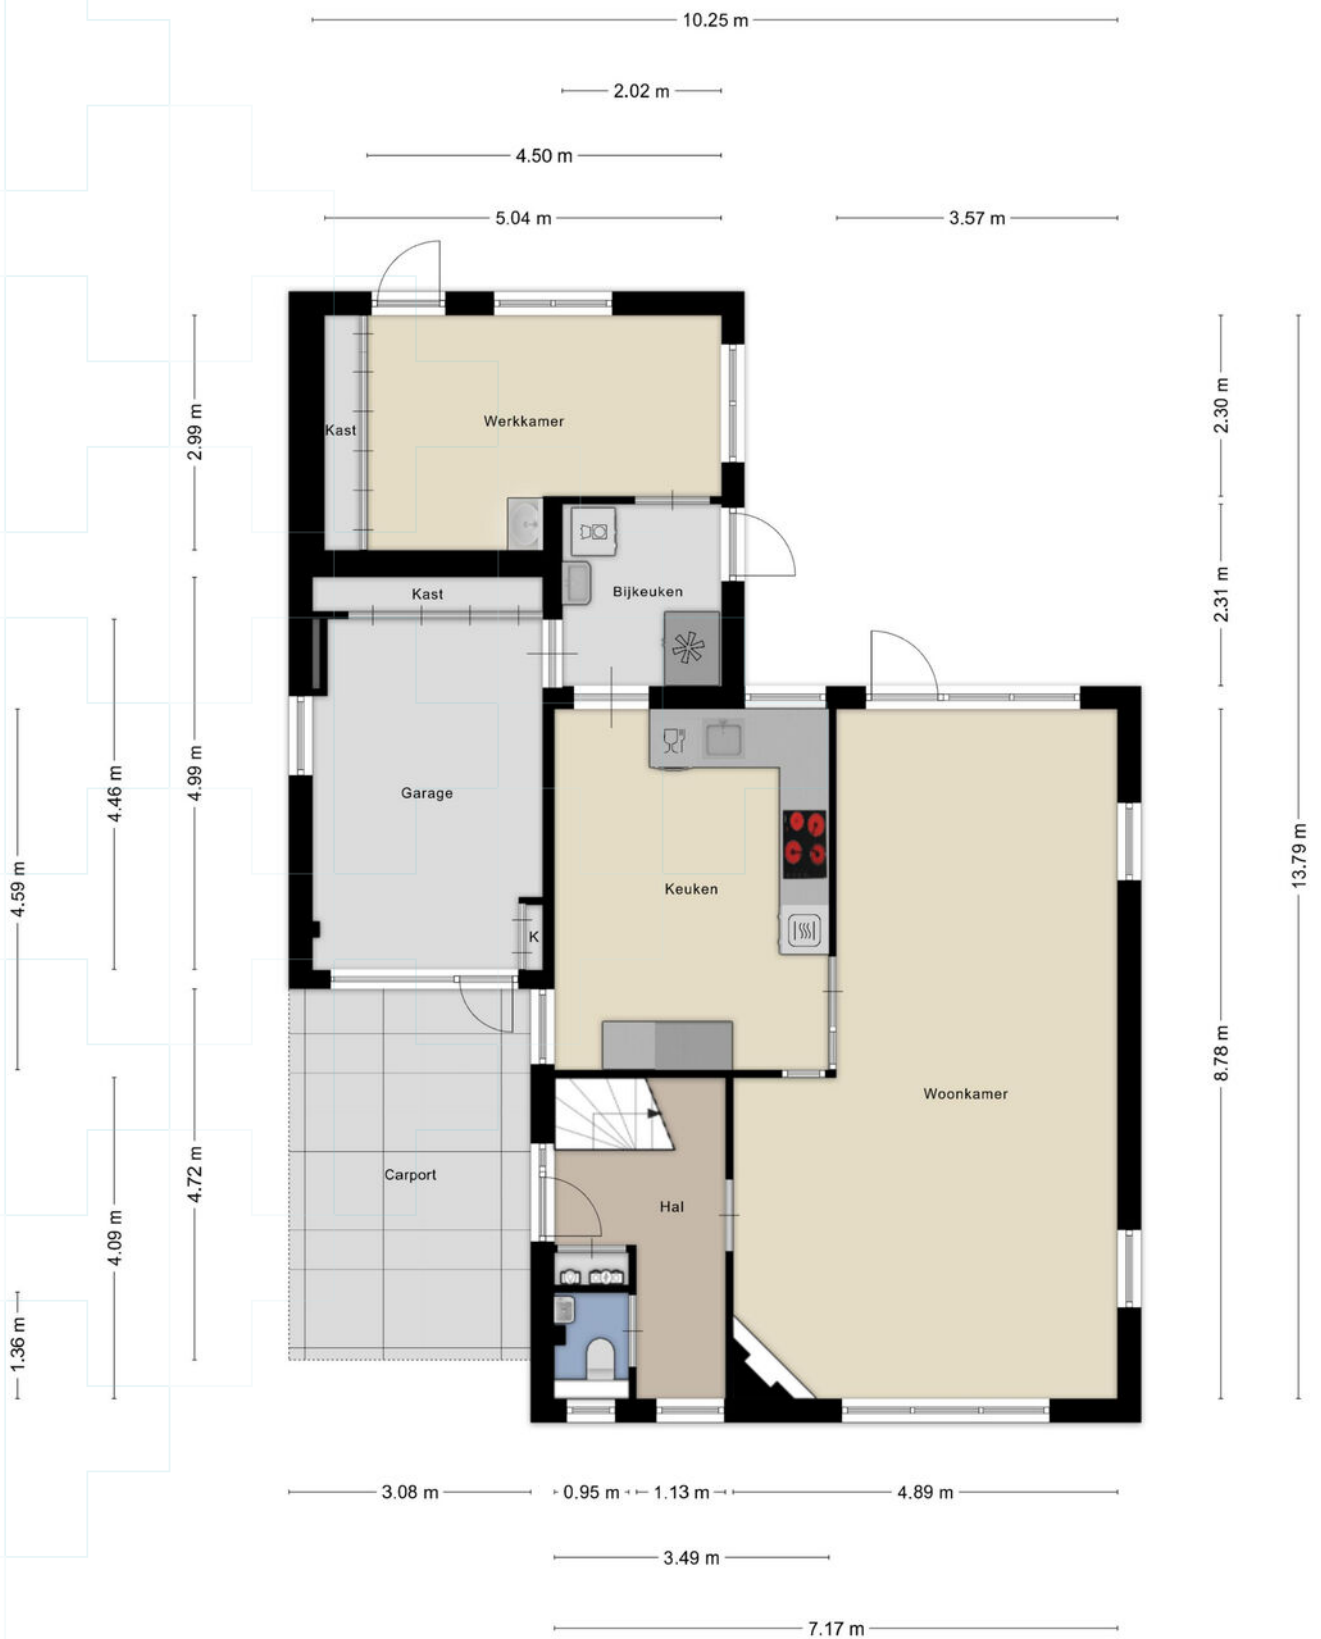 10.25 m
2.02 m
4.50 m
5.04 m
3.57 m
2.99 m
2.30 m
Kast
Werkkamer
13.79 m
Kast
Bijkeuken
2.31 m
4.59 m
4.46 m
4.99 m
Garage
Keuken
K
8.78 m
Woonkamer
4.72 m
Carport
Hal
4.09 m
1.36 m
3.08 m
0.95 m
1.13 m
4.89 m
3.49 m
7.17 m